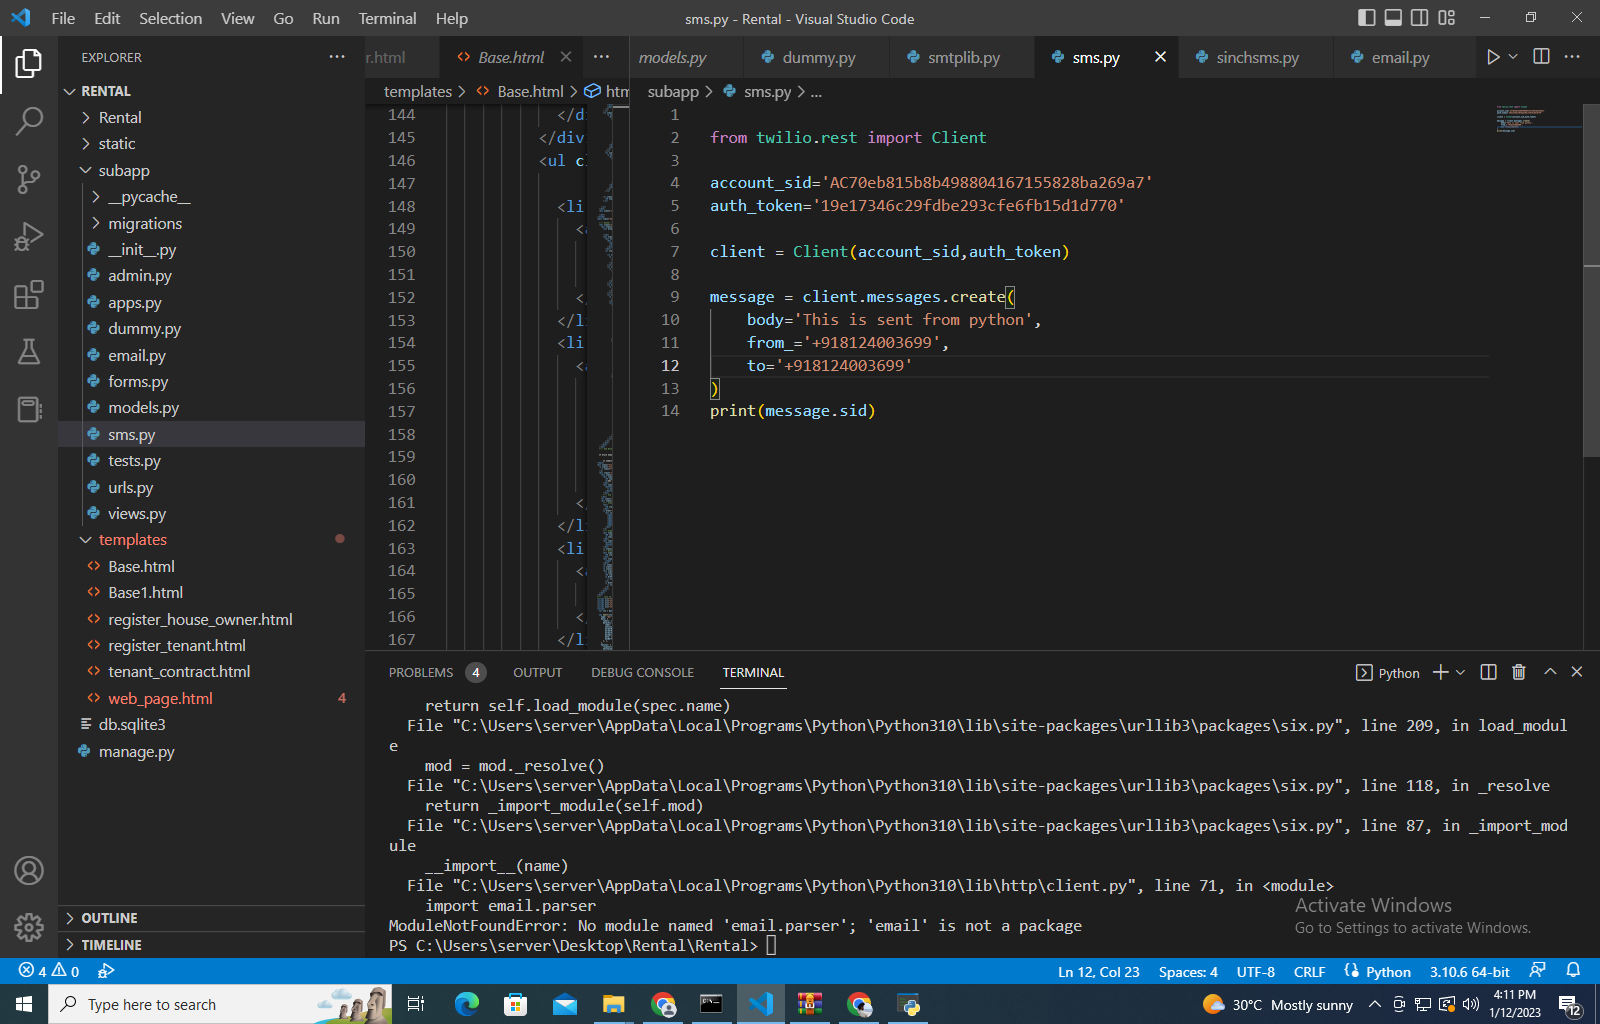 File Edit Selection View Go Run Terminal Help
sms.py - Rental - Visual Studio Code
EXPLORER
RENTAL
Rental
static
subapp
__pycache__
migrations
__init__.py
admin.py
apps.py
dummy.py
email.py
forms.py
models.py
sms.py
tests.py
urls.py
views.py
templates
Base.html
Base1.html
register_house_owner.html
register_tenant.html
tenant_contract.html
web_page.html 4
db.sqlite3
manage.py
OUTLINE
TIMELINE
r.html Base.html
templates > Base.html > htm
144 </di
145 </div
146 <ul c
147
148 <li
149 <a
150
151
152 </
153 </li
154 <li
155 <a
156
157
158
159
160
161 </
162 </li
163 <li
164 <a
165
166 </
167 </li
models.py dummy.py smtplib.py sms.py sinchsms.py email.py
subapp > sms.py > ...
1
2 from twilio.rest import Client
3
4 account_sid='AC70eb815b8b498804167155828ba269a7'
5 auth_token='19e17346c29fdbe293cfe6fb15d1d770'
6
7 client = Client(account_sid,auth_token)
8
9 message = client.messages.create(
10 body='This is sent from python',
11 from_='+918124003699',
12 to='+918124003699'
13 )
14 print(message.sid)
PROBLEMS 4 OUTPUT DEBUG CONSOLE TERMINAL
Python
return self.load_module(spec.name)
File "C:\Users\server\AppData\Local\Programs\Python\Python310\lib\site-packages\urllib3\packages\six.py", line 209, in load_modul
e
mod = mod._resolve()
File "C:\Users\server\AppData\Local\Programs\Python\Python310\lib\site-packages\urllib3\packages\six.py", line 118, in _resolve
return _import_module(self.mod)
File "C:\Users\server\AppData\Local\Programs\Python\Python310\lib\site-packages\urllib3\packages\six.py", line 87, in _import_mod
ule
__import__(name)
File "C:\Users\server\AppData\Local\Programs\Python\Python310\lib\http\client.py", line 71, in <module>
import email.parser
ModuleNotFoundError: No module named 'email.parser'; 'email' is not a package
PS C:\Users\server\Desktop\Rental\Rental>
Activate Windows
Go to Settings to activate Windows.
4 0
Ln 12, Col 23 Spaces: 4 UTF-8 CRLF Python 3.10.6 64-bit
Type here to search
30°C Mostly sunny
4:11 PM
1/12/2023
12